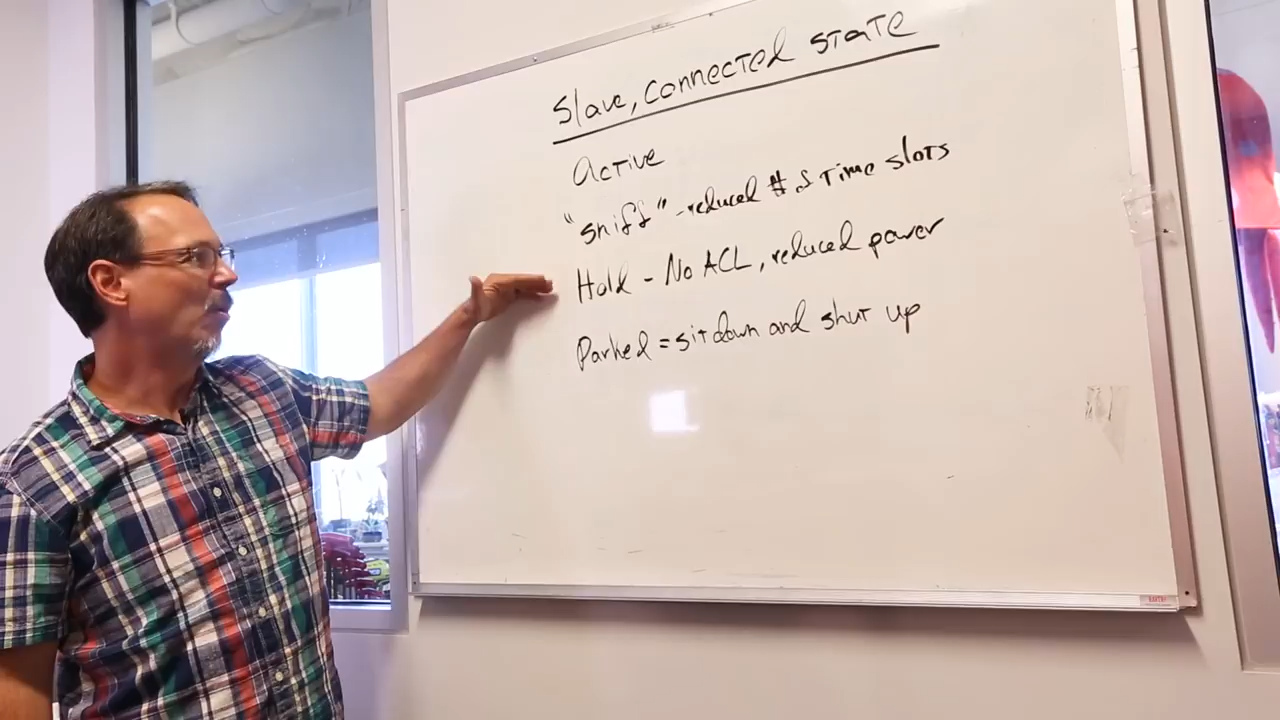 Slave, connected state
Active
"sniff" - reduced # of time slots
Hold - No ACL, reduced power
Parked = sit down and shut up